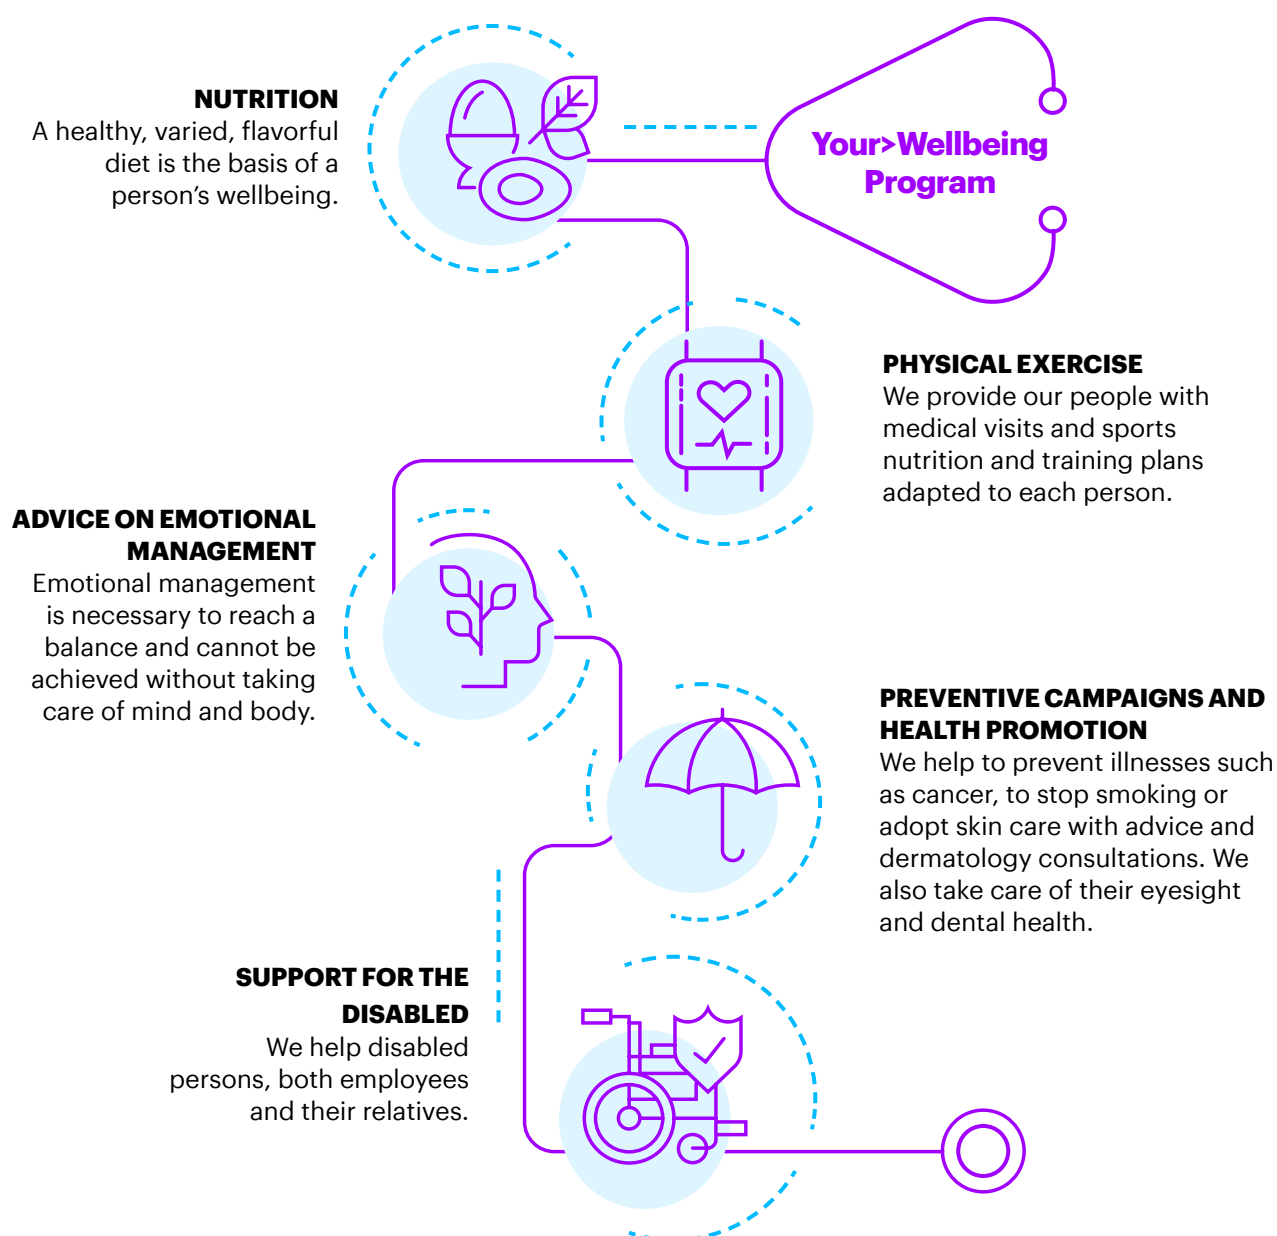 Your>Wellbeing
Program
NUTRITION
A healthy, varied, flavorful
diet is the basis of a
person’s wellbeing.
PHYSICAL EXERCISE
We provide our people with
medical visits and sports
nutrition and training plans
adapted to each person.
ADVICE ON EMOTIONAL
MANAGEMENT
Emotional management
is necessary to reach a
balance and cannot be
achieved without taking
care of mind and body.
PREVENTIVE CAMPAIGNS AND
HEALTH PROMOTION
We help to prevent illnesses such
as cancer, to stop smoking or
adopt skin care with advice and
dermatology consultations. We
also take care of their eyesight
and dental health.
SUPPORT FOR THE
DISABLED
We help disabled
persons, both employees
and their relatives.